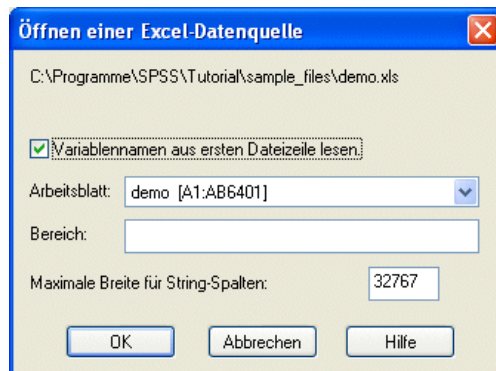 Öffnen einer Excel-Datenquelle
C:\Programme\SPSS\Tutorial\sample_files\demo.xls
Variablennamen aus ersten Dateizeile lesen.
Arbeitsblatt: demo [A1:AB6401]
Bereich:
Maximale Breite für String-Spalten: 32767
OK Abbrechen Hilfe